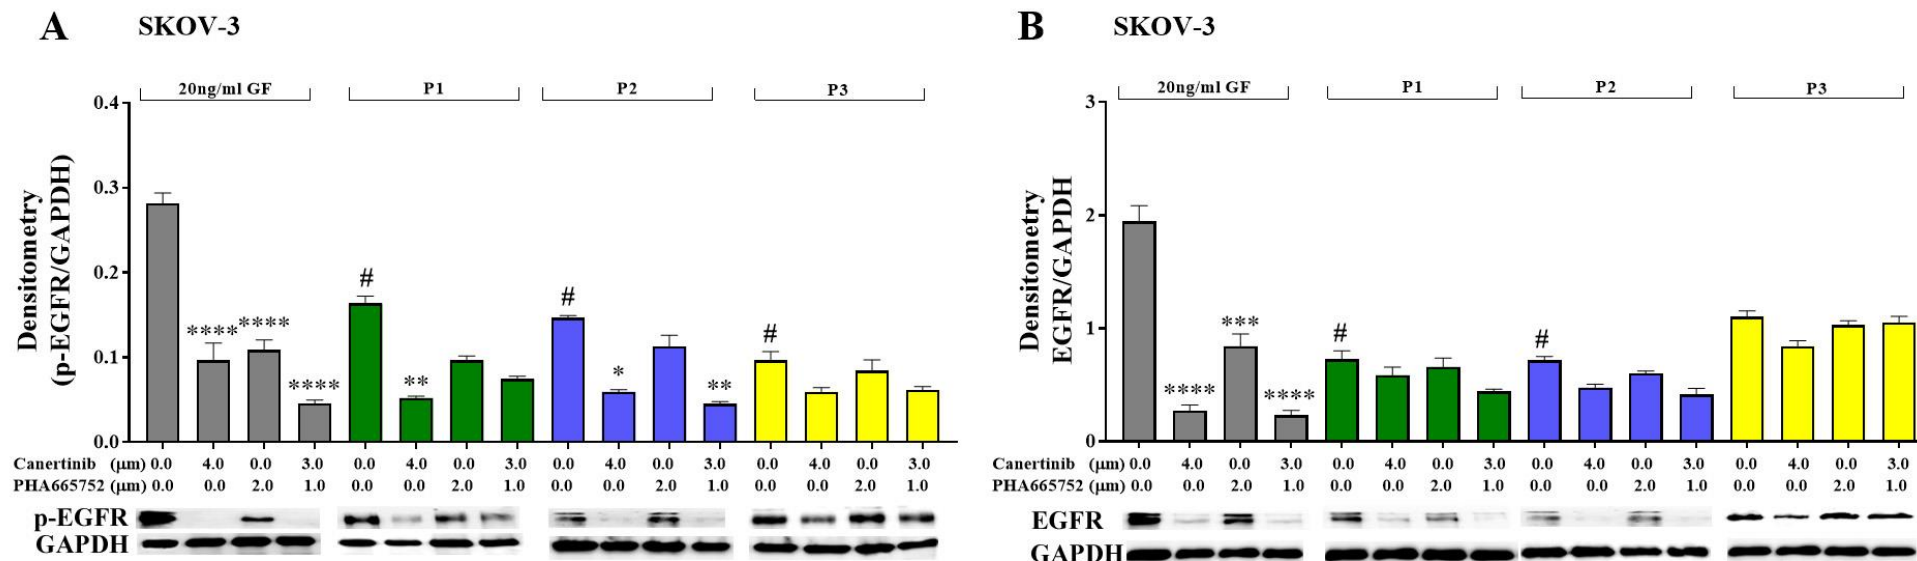 A SKOV-3
20ng/ml GF P1 P2 P3
Densitometry
(p-EGFR/GAPDH)
0.4
0.3
0.2
0.1
0.0
# # #
**** **** **** ** * **
Canertinib (μm) 0.0 4.0 0.0 3.0 0.0 4.0 0.0 3.0 0.0 4.0 0.0 3.0 0.0 4.0 0.0 3.0
PHA665752 (μm) 0.0 0.0 2.0 1.0 0.0 0.0 2.0 1.0 0.0 0.0 2.0 1.0 0.0 0.0 2.0 1.0
p-EGFR
GAPDH
B SKOV-3
20ng/ml GF P1 P2 P3
Densitometry
EGFR/GAPDH
3
2
1
0
# #
**** *** ****
Canertinib (μm) 0.0 4.0 0.0 3.0 0.0 4.0 0.0 3.0 0.0 4.0 0.0 3.0 0.0 4.0 0.0 3.0
PHA665752 (μm) 0.0 0.0 2.0 1.0 0.0 0.0 2.0 1.0 0.0 0.0 2.0 1.0 0.0 0.0 2.0 1.0
EGFR
GAPDH